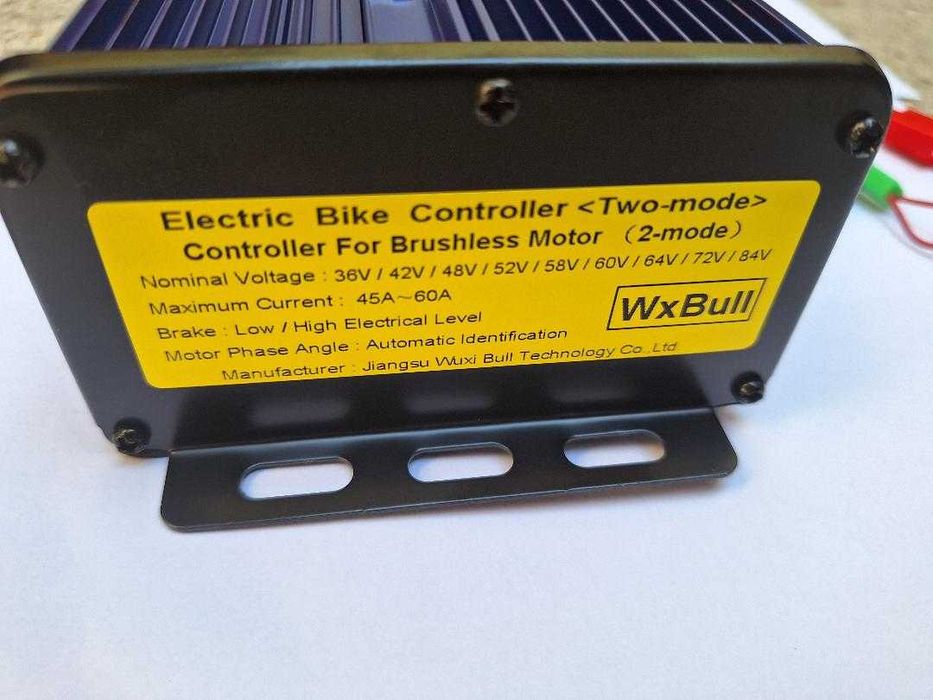 Electric Bike Controller <Two-mode>
Controller For Brushless Motor （2-mode）
Nominal Voltage : 36V / 42V / 48V / 52V / 58V / 60V / 64V / 72V / 84V
Maximum Current : 45A～60A
Brake : Low / High Electrical Level
WxBull
Motor Phase Angle : Automatic Identification
Manufacturer : Jiangsu Wuxi Bull Technology Co.,Ltd.